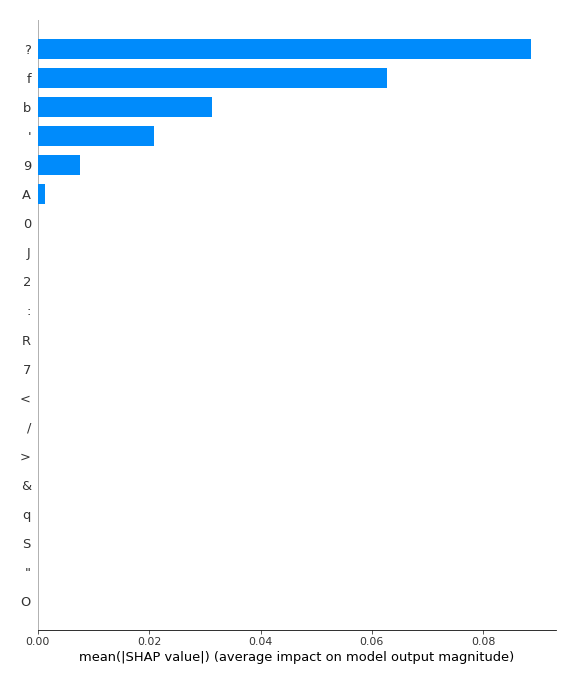 ?
f
b
'
9
A
0
J
2
:
R
7
<
/
>
&
q
S
"
O
0.00 0.02 0.04 0.06 0.08
mean(|SHAP value|) (average impact on model output magnitude)